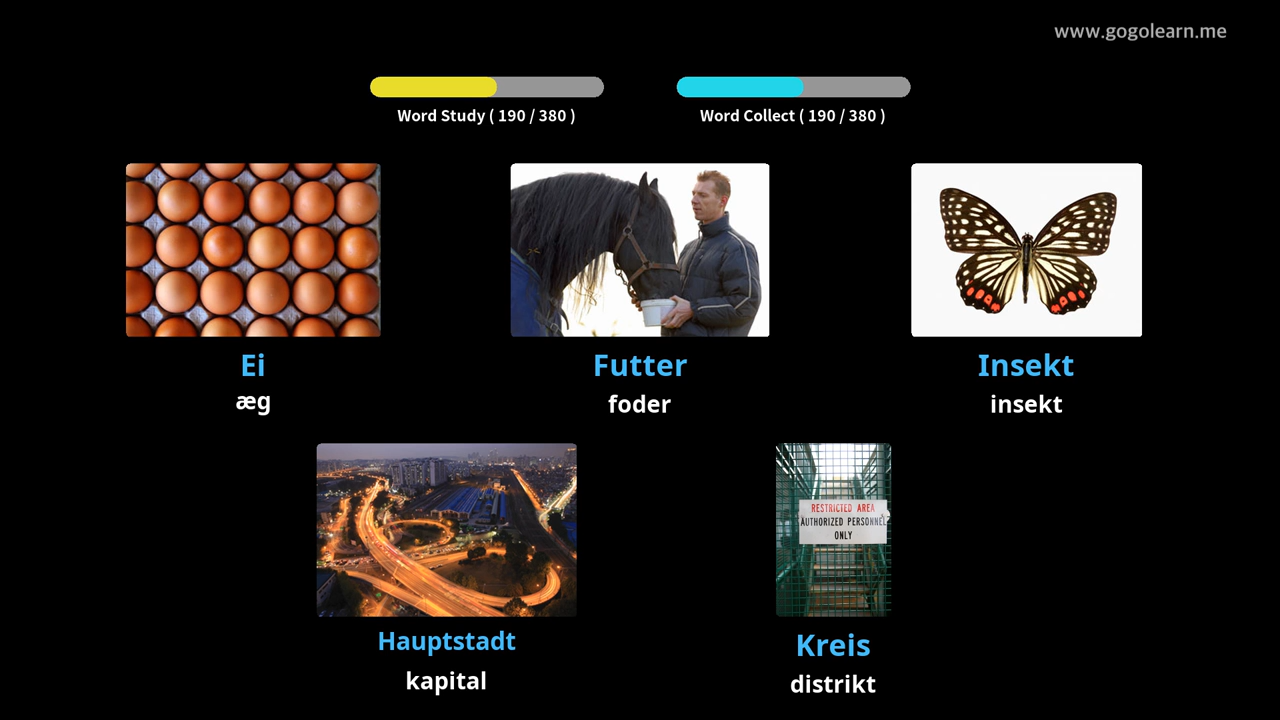 www.gogolearn.me
Word Study ( 190 / 380 )
Word Collect ( 190 / 380 )
Ei
æg
Futter
foder
Insekt
insekt
RESTRICTED AREA
AUTHORIZED PERSONNEL
ONLY
Hauptstadt
kapital
Kreis
distrikt